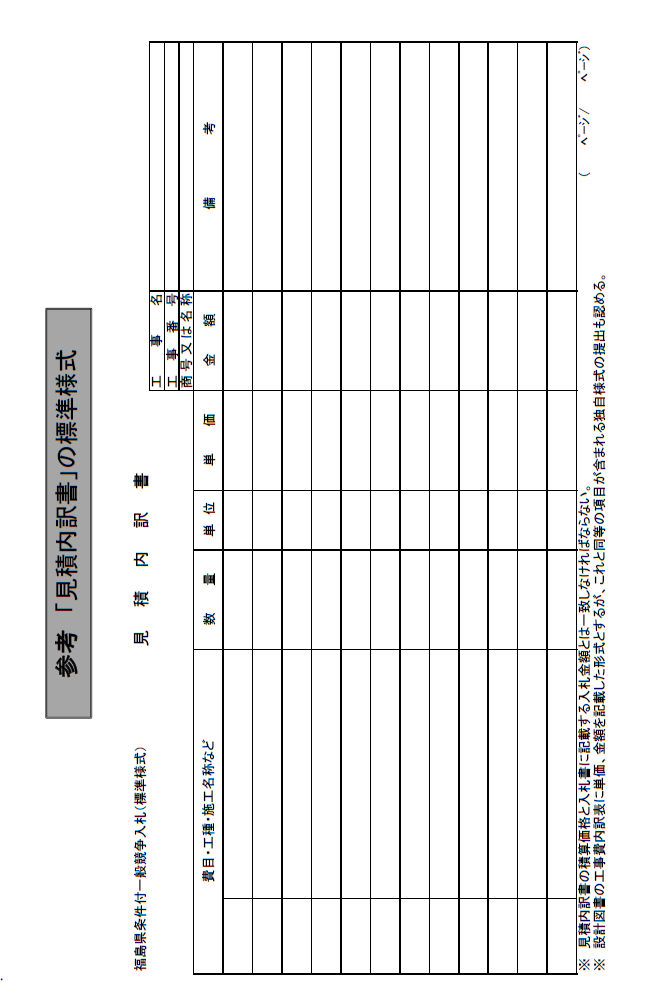 参考 「見積内訳書」の標準様式
福島県条件付一般競争入札(標準様式)
見 積 内 訳 書
工 事 名
工 事 番 号
商号又は名称
費目・工種・施工名称など 数 量 単 位 単 価 金 額 備 考
( ページ/ ページ)
※ 見積内訳書の積算価格と入札書に記載する入札金額とは一致しなければならない。
※ 設計図書の工事費内訳表に単価、金額を記載した形式とするが、これと同等の項目が含まれる独自様式の提出も認める。